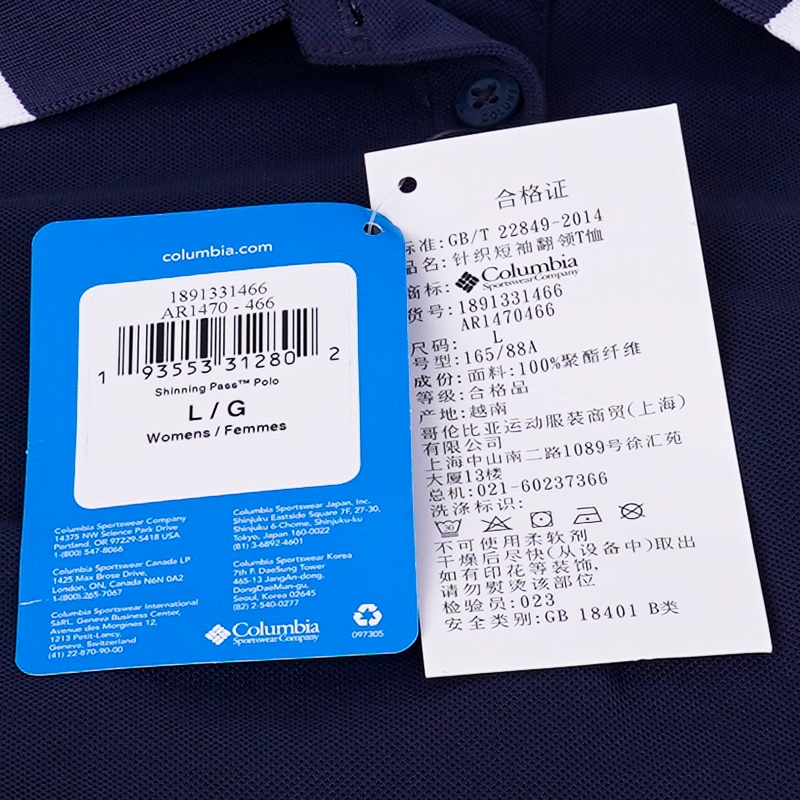 columbia.com
1891331466
AR1470 - 466
1 93553 31280 2
Shinning Pass™ Polo
L / G
Womens / Femmes
Columbia Sportswear Company
14375 NW Science Park Drive
Portland, OR 97229-5418 USA
1-(800) 547-8066
Columbia Sportswear Canada LP
1425 Max Brose Drive,
London, ON, Canada N6N 0A2
1-(800) 265-7067
Columbia Sportswear International
SàRL, Geneva Business Center,
Avenue des Morgines 12,
1213 Petit-Lancy,
Geneva, Switzerland
(41) 22-870-90-00
Columbia Sportswear Japan, Inc.
Shinjuku Eastside Square 7F, 27-30,
Shinjuku 6-Chome, Shinjuku-ku
Tokyo, Japan 160-0022
(81) 3-6892-4601
Columbia Sportswear Korea
7th F. DaeSung Tower
465-13 JangAn-dong,
DongDaeMun-gu,
Seoul, Korea 02645
(82) 2-540-0277
Columbia
Sportswear Company
097305
合格证
标准:GB/T 22849-2014
品名:针织短袖翻领T恤
商标: Columbia
Sportswear Company
货号:1891331466
AR1470466
尺码: L
号型:165/88A
成份:面料:100%聚酯纤维
等级:合格品
产地:越南
哥伦比亚运动服装商贸(上海)
有限公司
上海中山南二路1089号徐汇苑
大厦13楼
总机:021-60237366
洗涤标识:
不可使用柔软剂
干燥后尽快(从设备中)取出
如有印花等装饰,
请勿熨烫该部位
检验员:023
安全类别:GB 18401 B类